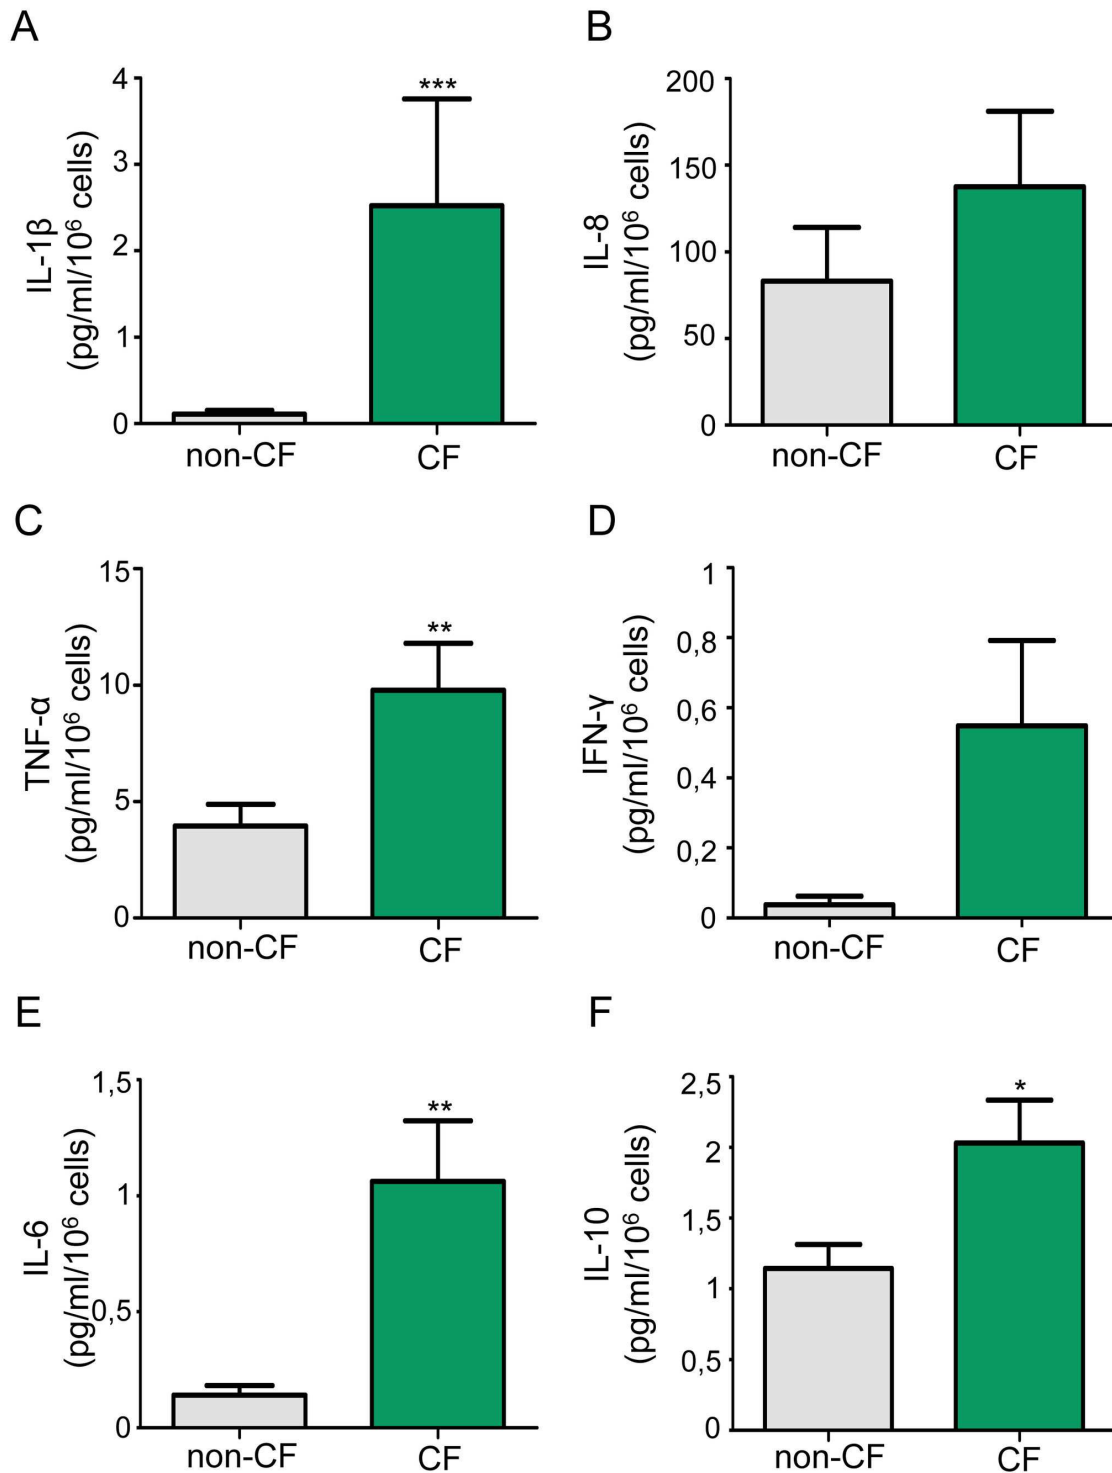 A
IL-1β
(pg/ml/10⁶ cells)
4
3
2
1
0
***
non-CF
CF
B
IL-8
(pg/ml/10⁶ cells)
200
150
100
50
0
non-CF
CF
C
TNF-α
(pg/ml/10⁶ cells)
15
10
5
0
**
non-CF
CF
D
IFN-γ
(pg/ml/10⁶ cells)
1
0,8
0,6
0,4
0,2
0
non-CF
CF
E
IL-6
(pg/ml/10⁶ cells)
1,5
1
0,5
0
**
non-CF
CF
F
IL-10
(pg/ml/10⁶ cells)
2,5
2
1,5
1
0,5
0
*
non-CF
CF